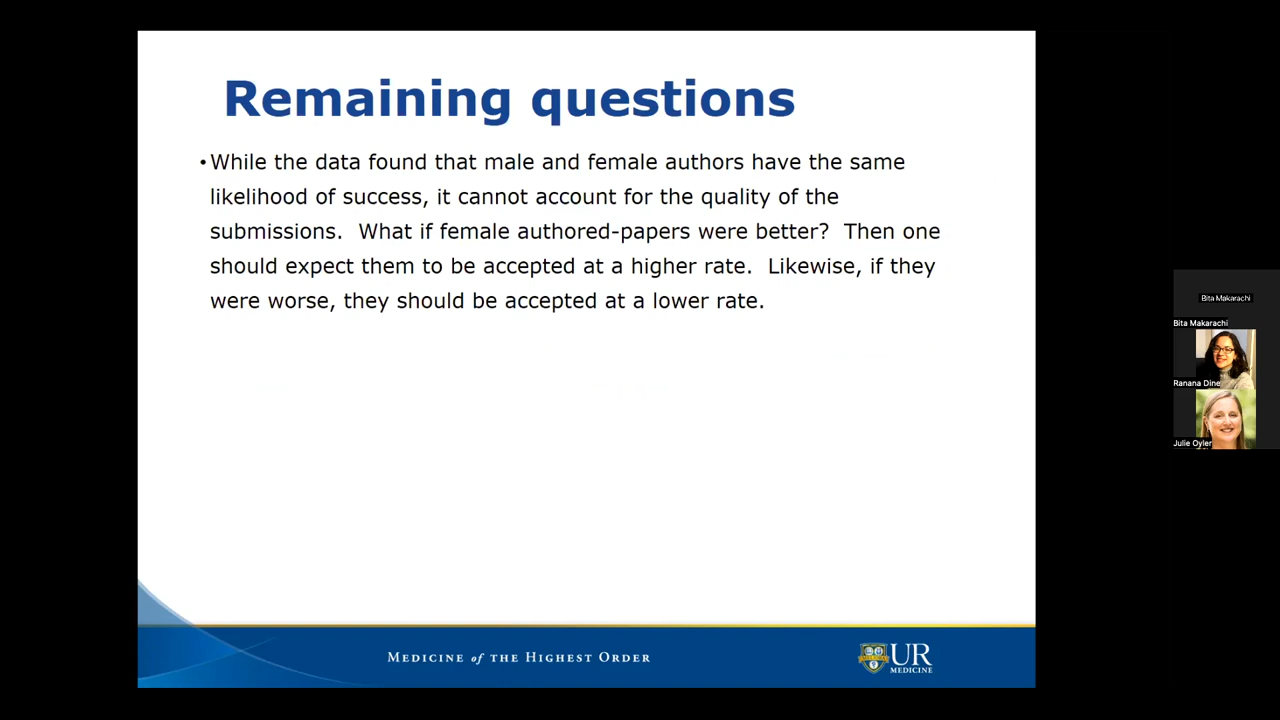 Remaining questions
• While the data found that male and female authors have the same
likelihood of success, it cannot account for the quality of the
submissions.  What if female authored-papers were better?  Then one
should expect them to be accepted at a higher rate.  Likewise, if they
were worse, they should be accepted at a lower rate.
MEDICINE of THE HIGHEST ORDER
UR
MEDICINE
Bita Makarachi
Bita Makarachi
Ranana Dine
Julie Oyler